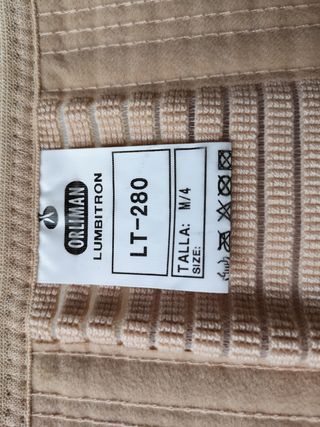 ORLIMAN
LUMBITRON
LT-280
TALLA: M/4
SIZE: